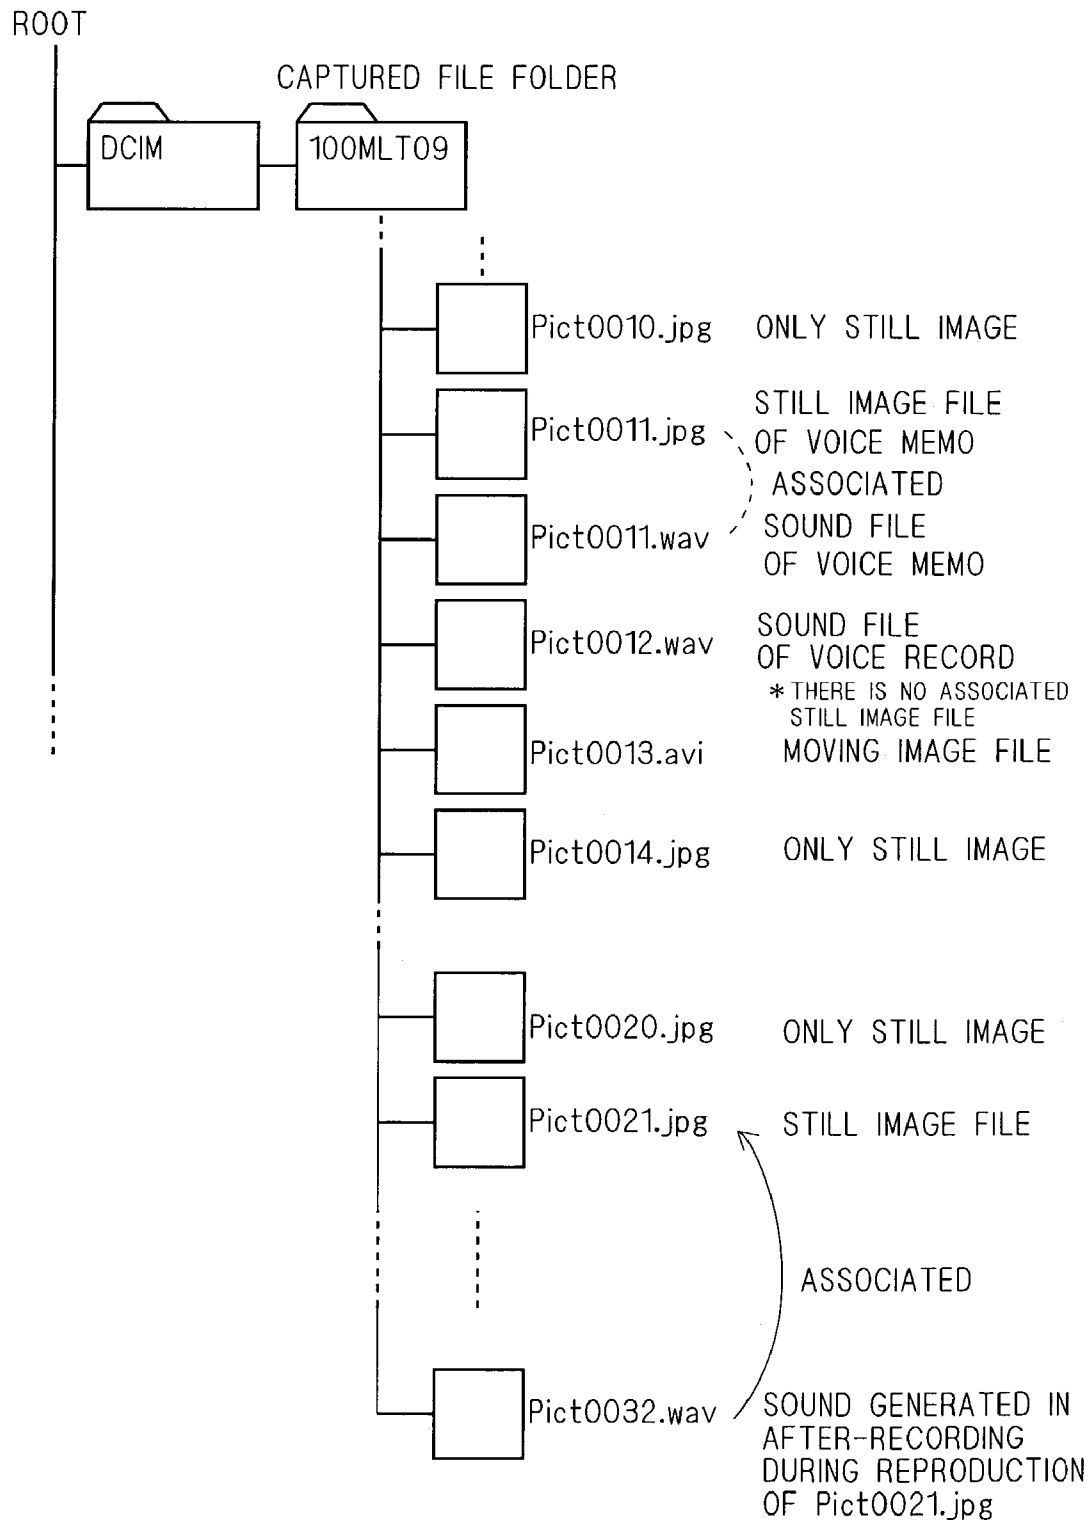 ROOT
CAPTURED FILE FOLDER
DCIM
100MLT09
Pict0010.jpg ONLY STILL IMAGE
STILL IMAGE FILE
Pict0011.jpg
OF VOICE MEMO
ASSOCIATED
SOUND FILE
Pict0011.wav
OF VOICE MEMO
SOUND FILE
Pict0012.wav
OF VOICE RECORD
*THERE IS NO ASSOCIATED
STILL IMAGE FILE
Pict0013.avi MOVING IMAGE FILE
Pict0014.jpg ONLY STILL IMAGE
Pict0020.jpg ONLY STILL IMAGE
Pict0021.jpg STILL IMAGE FILE
ASSOCIATED
Pict0032.wav SOUND GENERATED IN
AFTER-RECORDING
DURING REPRODUCTION
OF Pict0021.jpg